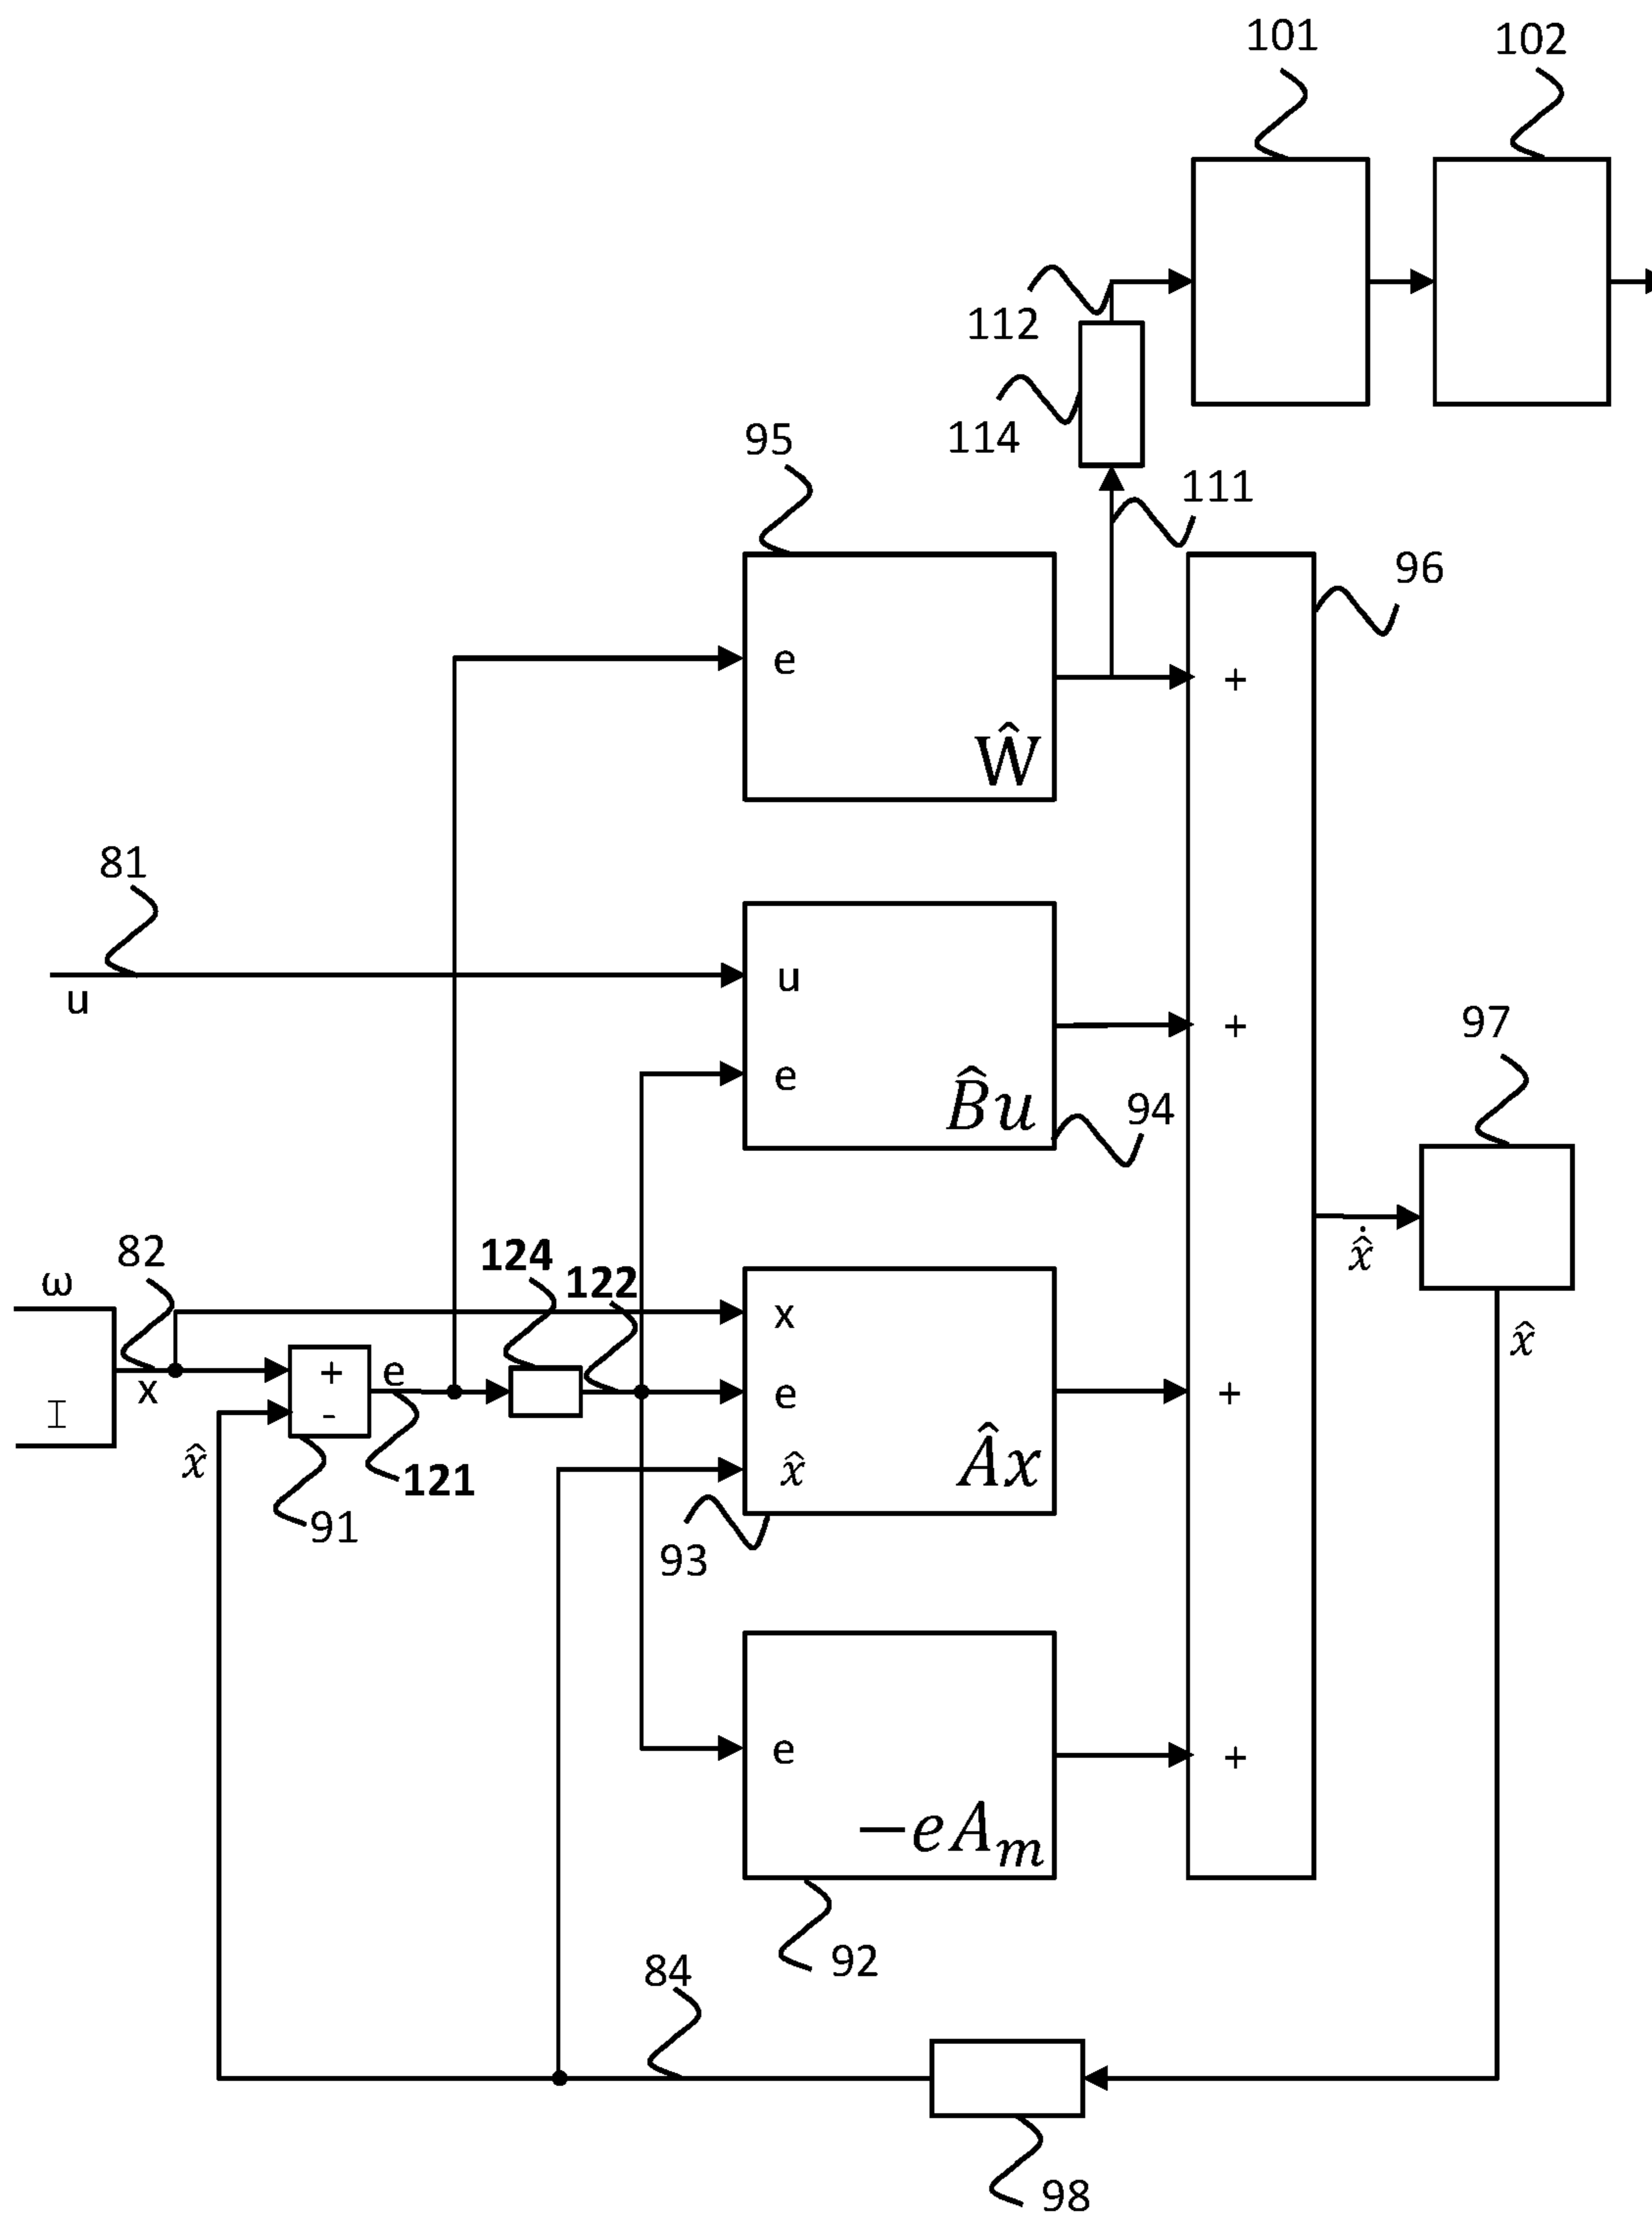 101
102
112
114
95
111
96
e
+
Ŵ
81
u
u
+
97
e
B̂u
94
82
124
122
ω
x
ẋ̂
+
e
x
e
+
x̂
I
-
x̂
x̂
Âx
121
91
93
e
+
−eAₘ
92
84
98